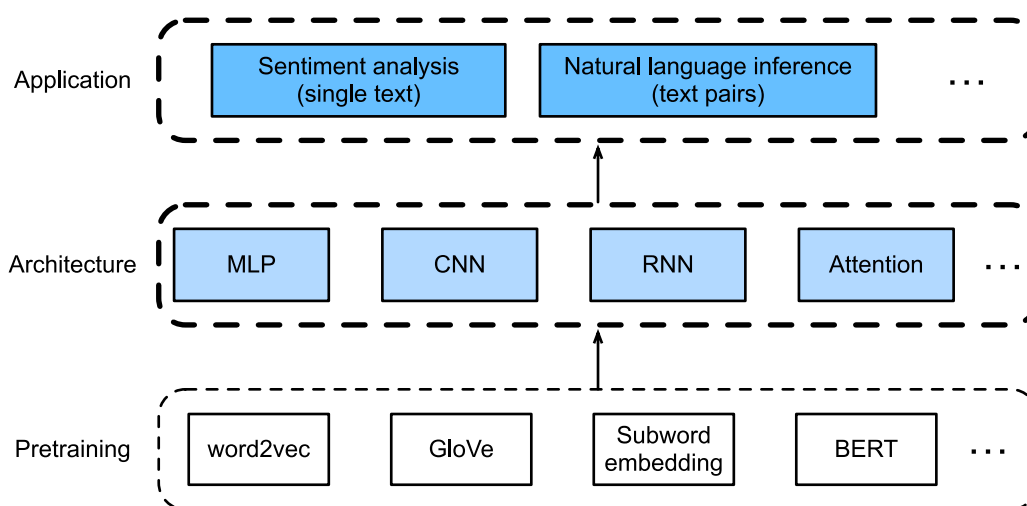 Application
Sentiment analysis
(single text)
Natural language inference
(text pairs)
...
Architecture
MLP
CNN
RNN
Attention
...
Pretraining
word2vec
GloVe
Subword
embedding
BERT
...